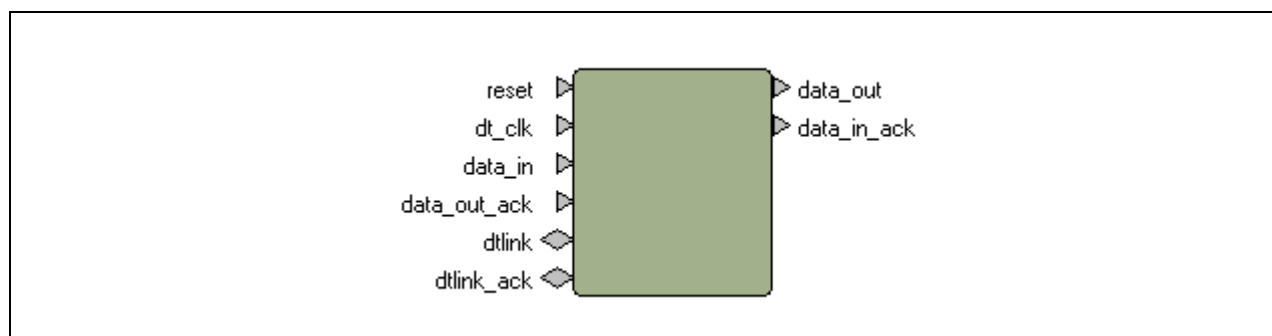 reset
data_out
dt_clk
data_in_ack
data_in
data_out_ack
dtlink
dtlink_ack